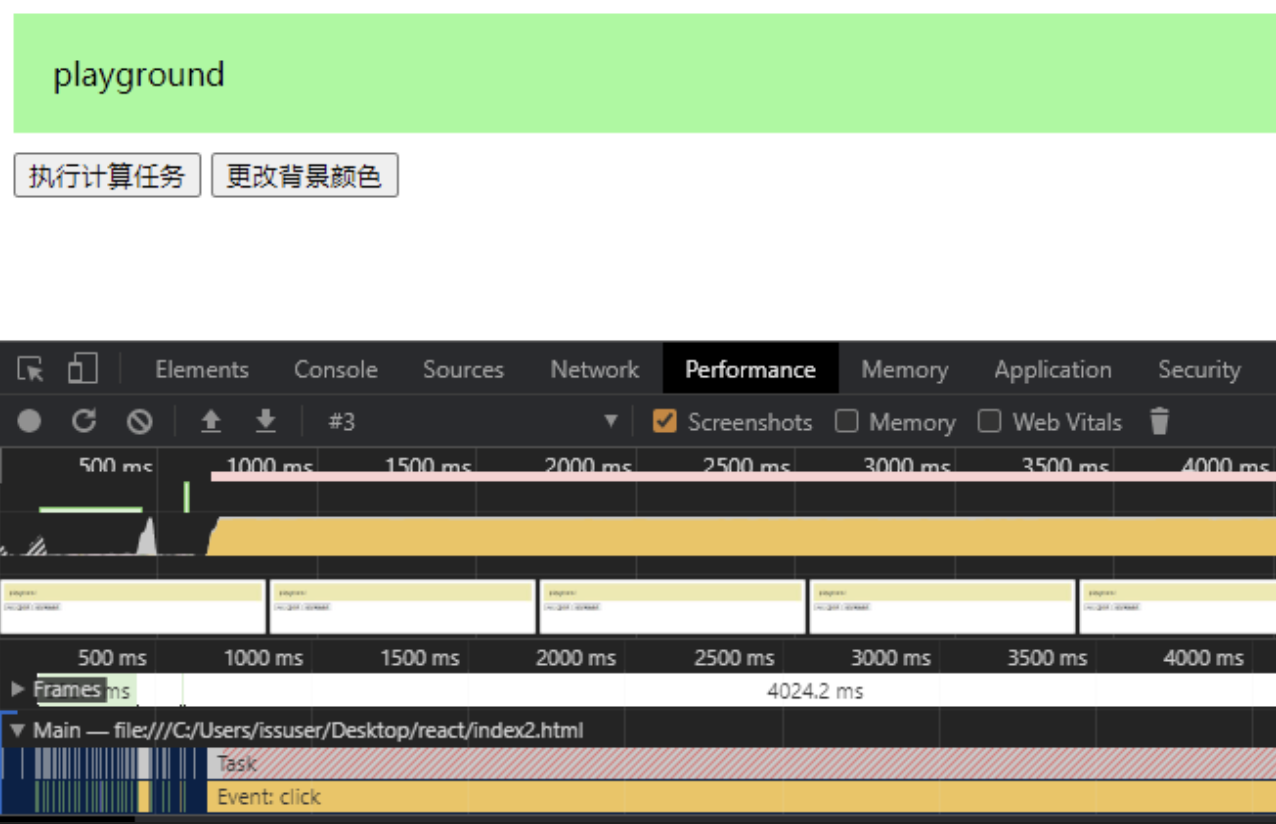 playground
执行计算任务 更改背景颜色
Elements Console Sources Network Performance Memory Application Security
#3 Screenshots Memory Web Vitals
500 ms 1000 ms 1500 ms 2000 ms 2500 ms 3000 ms 3500 ms 4000 ms
500 ms 1000 ms 1500 ms 2000 ms 2500 ms 3000 ms 3500 ms 4000 ms
Frames ms 4024.2 ms
Main — file:///C:/Users/issuser/Desktop/react/index2.html
Task
Event: click